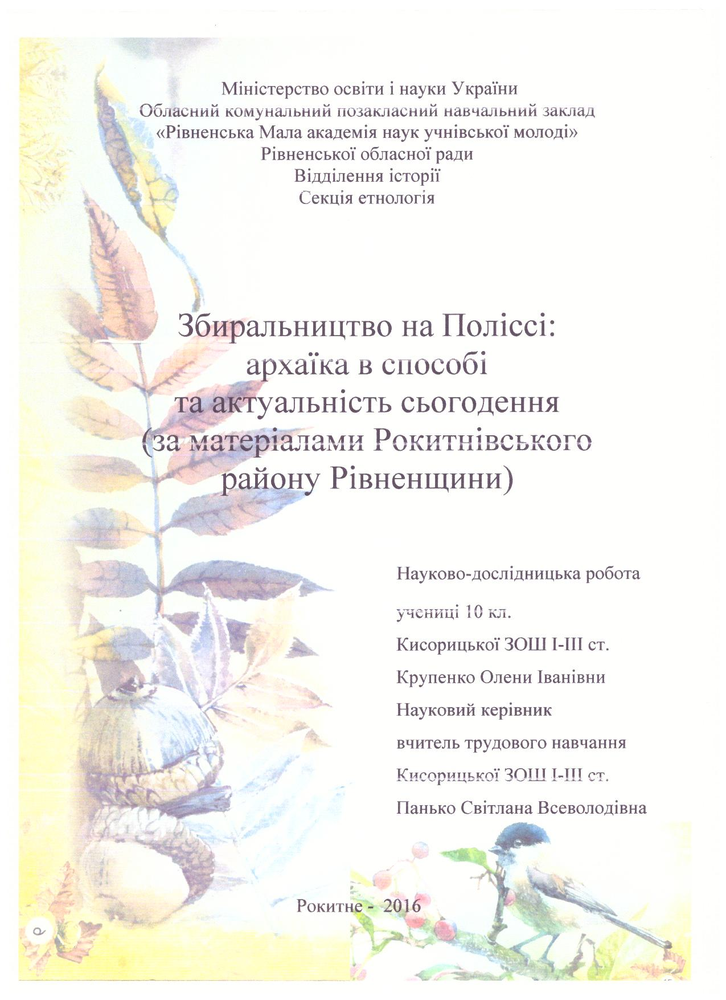 Міністерство освіти і науки України
Обласний комунальний позакласний навчальний заклад
«Рівненська Мала академія наук учнівської молоді»
Рівненської обласної ради
Відділення історії
Секція етнологія
Збиральництво на Поліссі:
архаїка в способі
та актуальність сьогодення
(за матеріалами Рокитнівського
району Рівненщини)
Науково-дослідницька робота
учениці 10 кл.
Кисорицької ЗОШ І-ІІІ ст.
Крупенко Олени Іванівни
Науковий керівник
вчитель трудового навчання
Кисорицької ЗОШ І-ІІІ ст.
Панько Світлана Всеволодівна
Рокитне - 2016